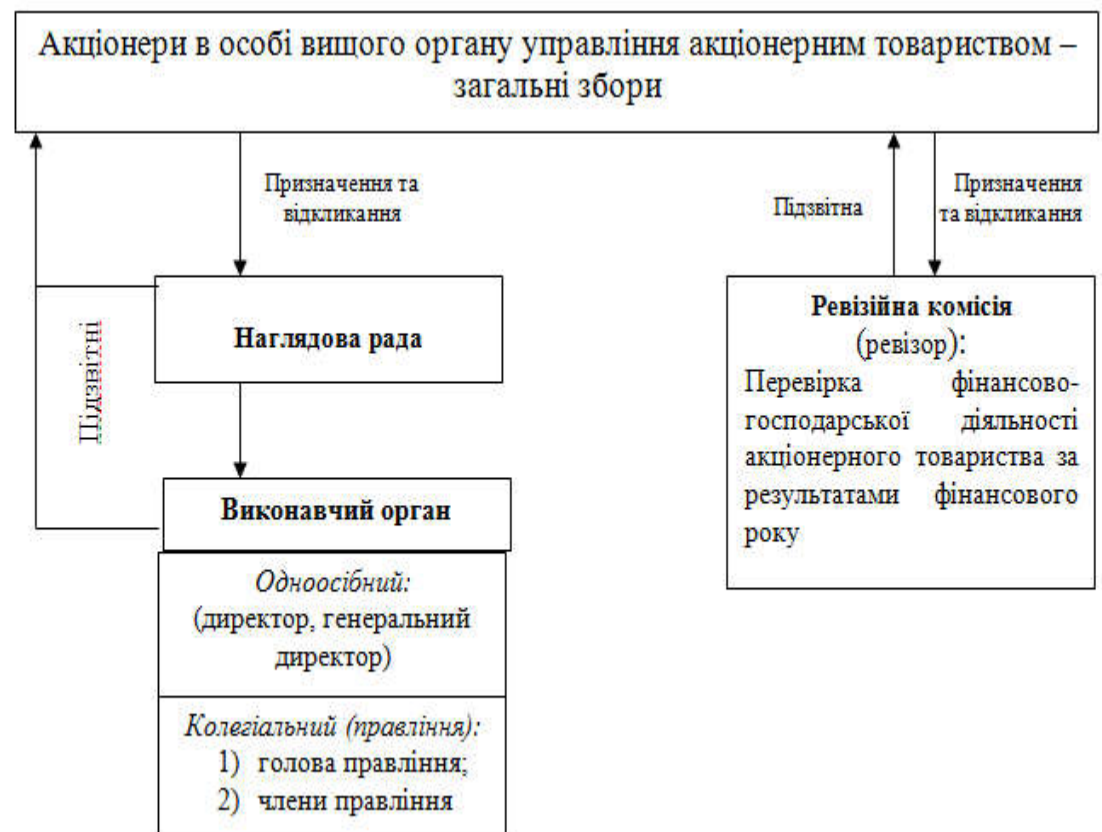 Акціонери в особі вищого органу управління акціонерним товариством –
загальні збори
Призначення та
відкликання
Підзвітна
Призначення
та відкликання
Підзвітні
Наглядова рада
Ревізійна комісія
(ревізор):
Перевірка фінансово-
господарської діяльності
акціонерного товариства за
результатами фінансового
року
Виконавчий орган
Одноосібний:
(директор, генеральний
директор)
Колегіальний (правління):
1) голова правління;
2) члени правління